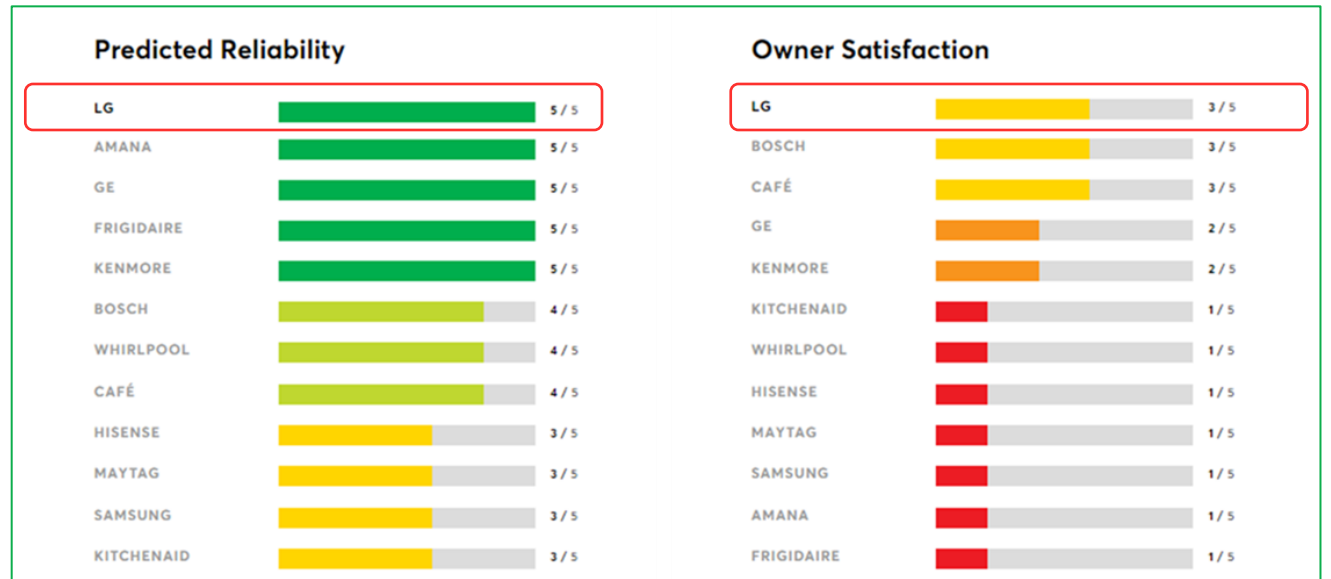 Predicted Reliability
LG 5 / 5
AMANA 5 / 5
GE 5 / 5
FRIGIDAIRE 5 / 5
KENMORE 5 / 5
BOSCH 4 / 5
WHIRLPOOL 4 / 5
CAFÉ 4 / 5
HISENSE 3 / 5
MAYTAG 3 / 5
SAMSUNG 3 / 5
KITCHENAID 3 / 5
Owner Satisfaction
LG 3 / 5
BOSCH 3 / 5
CAFÉ 3 / 5
GE 2 / 5
KENMORE 2 / 5
KITCHENAID 1 / 5
WHIRLPOOL 1 / 5
HISENSE 1 / 5
MAYTAG 1 / 5
SAMSUNG 1 / 5
AMANA 1 / 5
FRIGIDAIRE 1 / 5